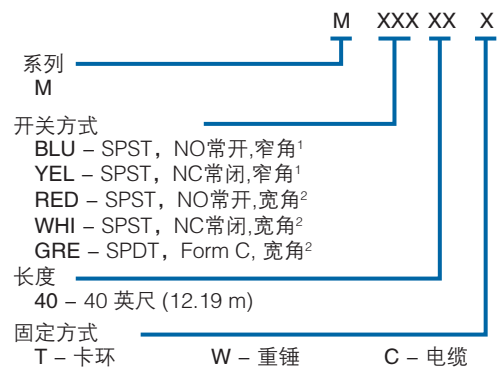 M XXX XX X
系列
M
开关方式
BLU – SPST，NO常开,窄角¹
YEL – SPST，NC常闭,窄角¹
RED – SPST，NO常开,宽角²
WHI – SPST，NC常闭,宽角²
GRE – SPDT，Form C, 宽角²
长度
40 – 40 英尺 (12.19 m)
固定方式
T – 卡环 W – 重锤 C – 电缆